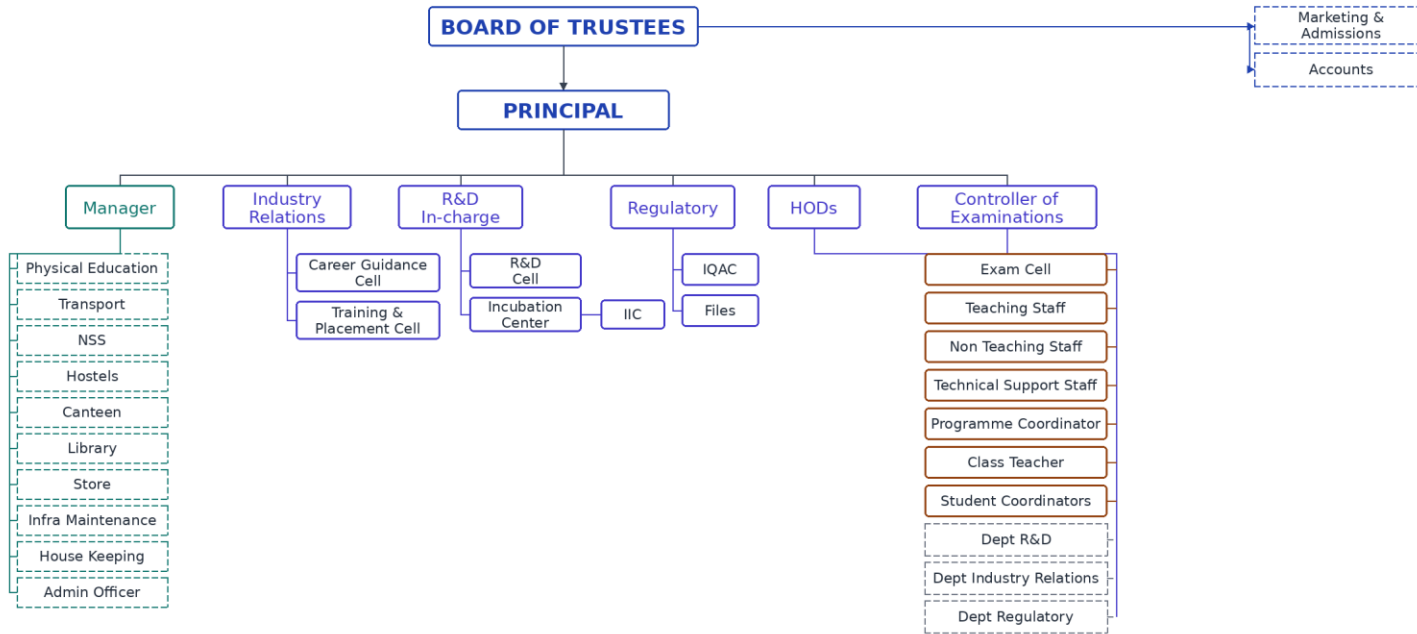 BOARD OF TRUSTEES
Marketing &
Admissions
Accounts
PRINCIPAL
Manager
Industry
Relations
R&D
In-charge
Regulatory
HODs
Controller of
Examinations
Physical Education
Transport
NSS
Hostels
Canteen
Library
Store
Infra Maintenance
House Keeping
Admin Officer
Career Guidance
Cell
Training &
Placement Cell
R&D
Cell
Incubation
Center
IIC
IQAC
Files
Exam Cell
Teaching Staff
Non Teaching Staff
Technical Support Staff
Programme Coordinator
Class Teacher
Student Coordinators
Dept R&D
Dept Industry Relations
Dept Regulatory